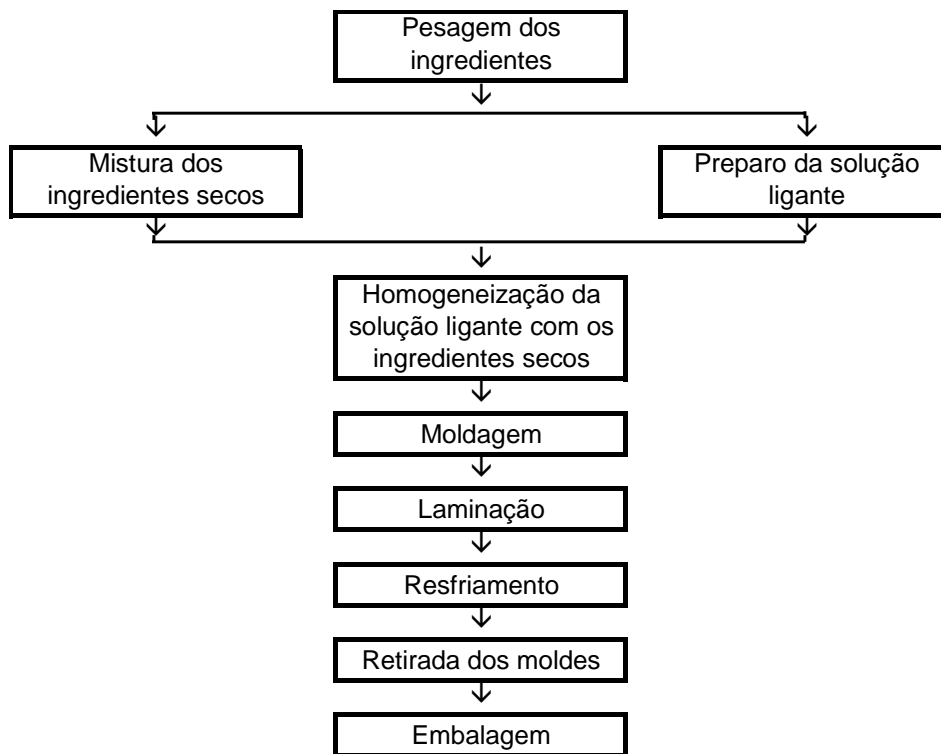 Pesagem dos
ingredientes
Mistura dos
ingredientes secos
Preparo da solução
ligante
Homogeneização da
solução ligante com os
ingredientes secos
Moldagem
Laminação
Resfriamento
Retirada dos moldes
Embalagem